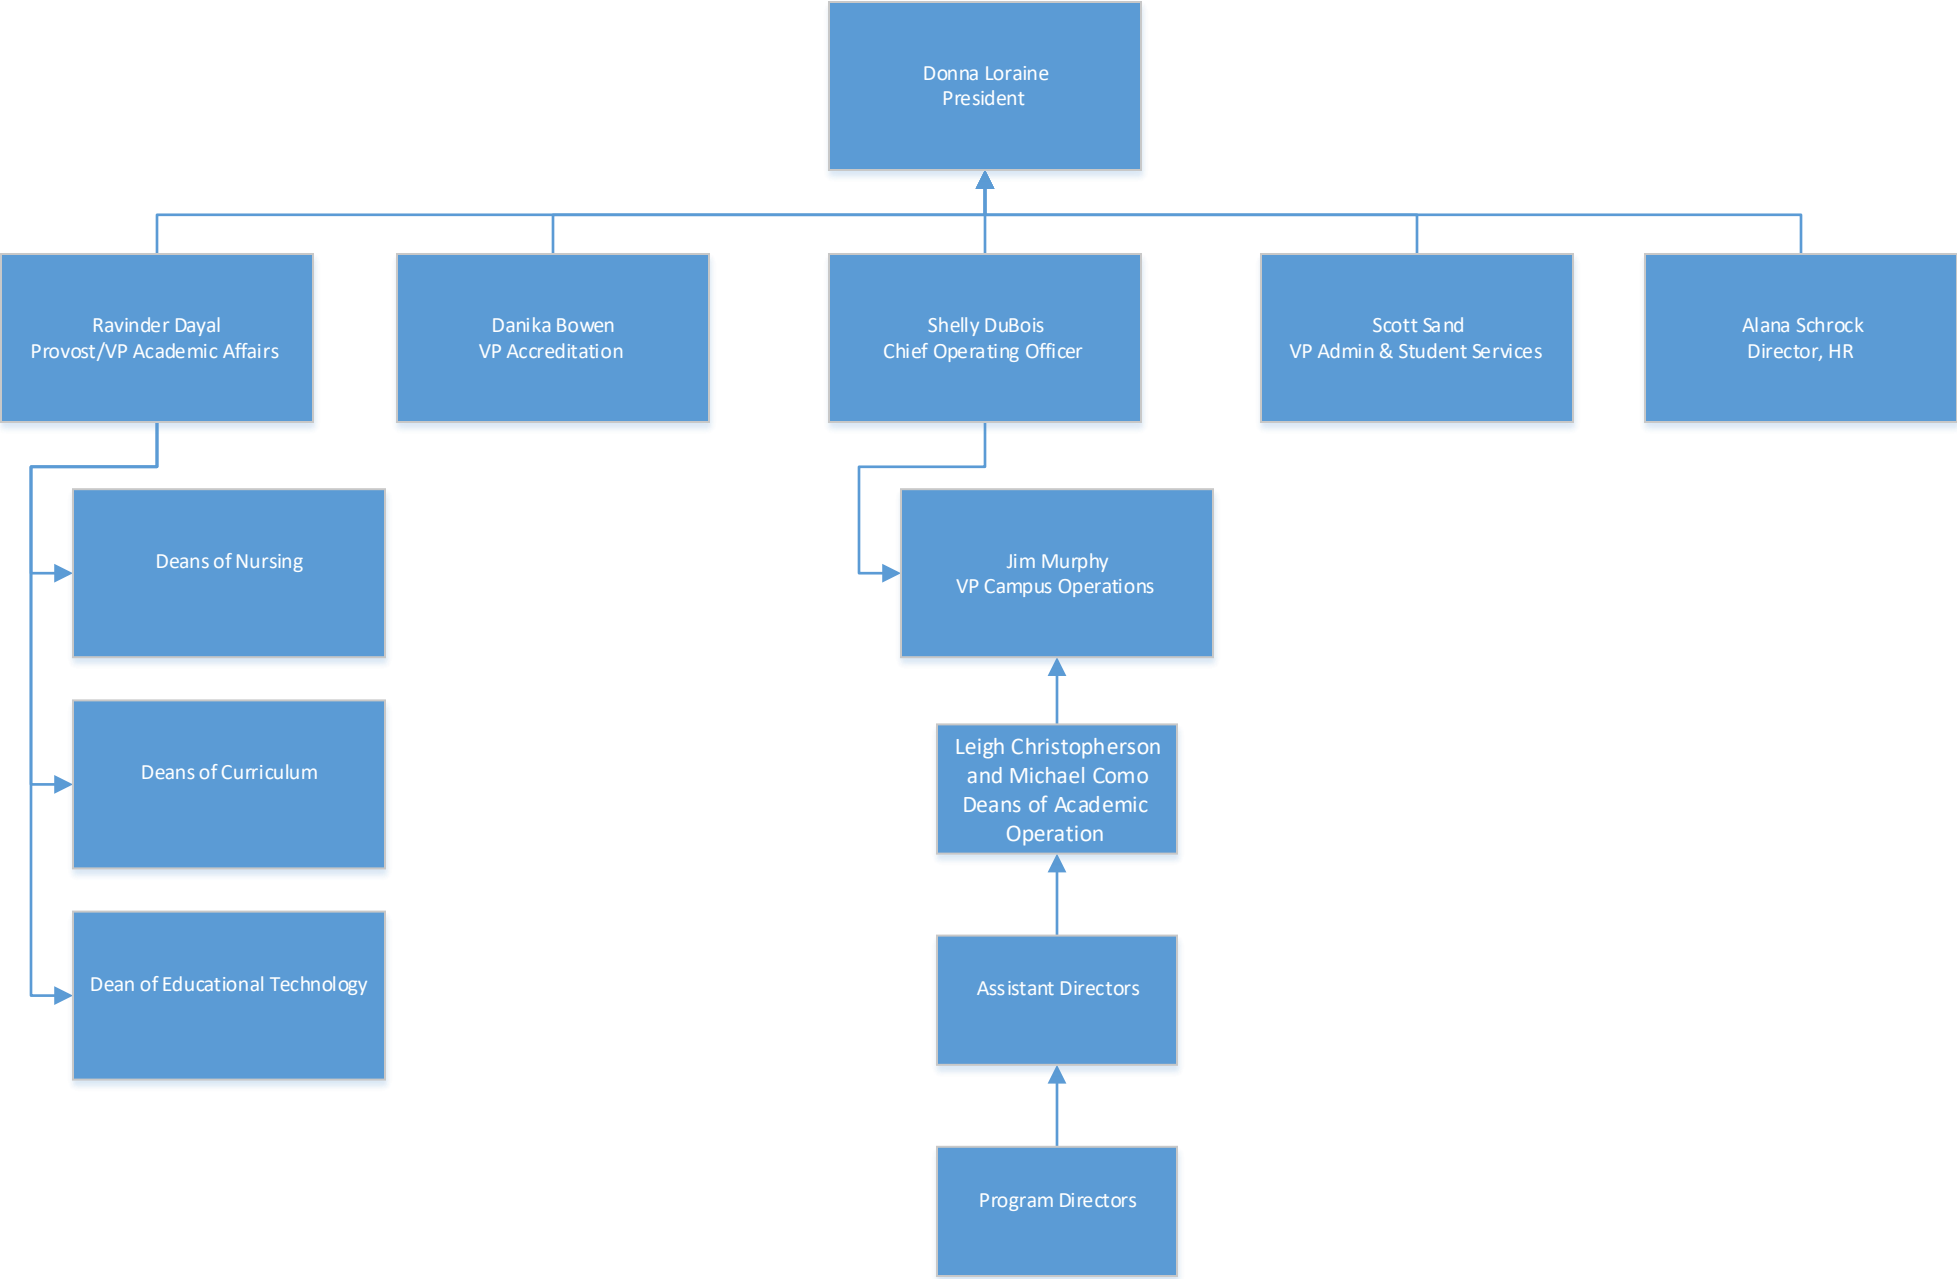 Donna Loraine
President
Ravinder Dayal
Provost/VP Academic Affairs
Danika Bowen
VP Accreditation
Shelly DuBois
Chief Operating Officer
Scott Sand
VP Admin & Student Services
Alana Schrock
Director, HR
Deans of Nursing
Jim Murphy
VP Campus Operations
Deans of Curriculum
Leigh Christopherson
and Michael Como
Deans of Academic
Operation
Dean of Educational Technology
Assistant Directors
Program Directors